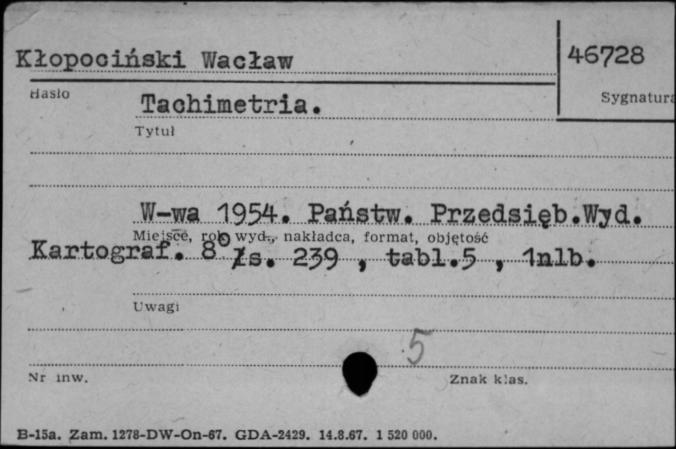 Kłopociński Wacław
46728
Hasło
Sygnatura
Tachimetria.
Tytuł
W-wa 1954. Państw. Przedsięb.Wyd.
Miejsce, rok wyd., nakładca, format, objętość
Kartograf. 8° s. 239 , tabl.5 , 1nlb.
Uwagi
5
Nr inw.
Znak klas.
B-15a. Zam. 1278-DW-On-67. GDA-2429. 14.8.67. 1 520 000.